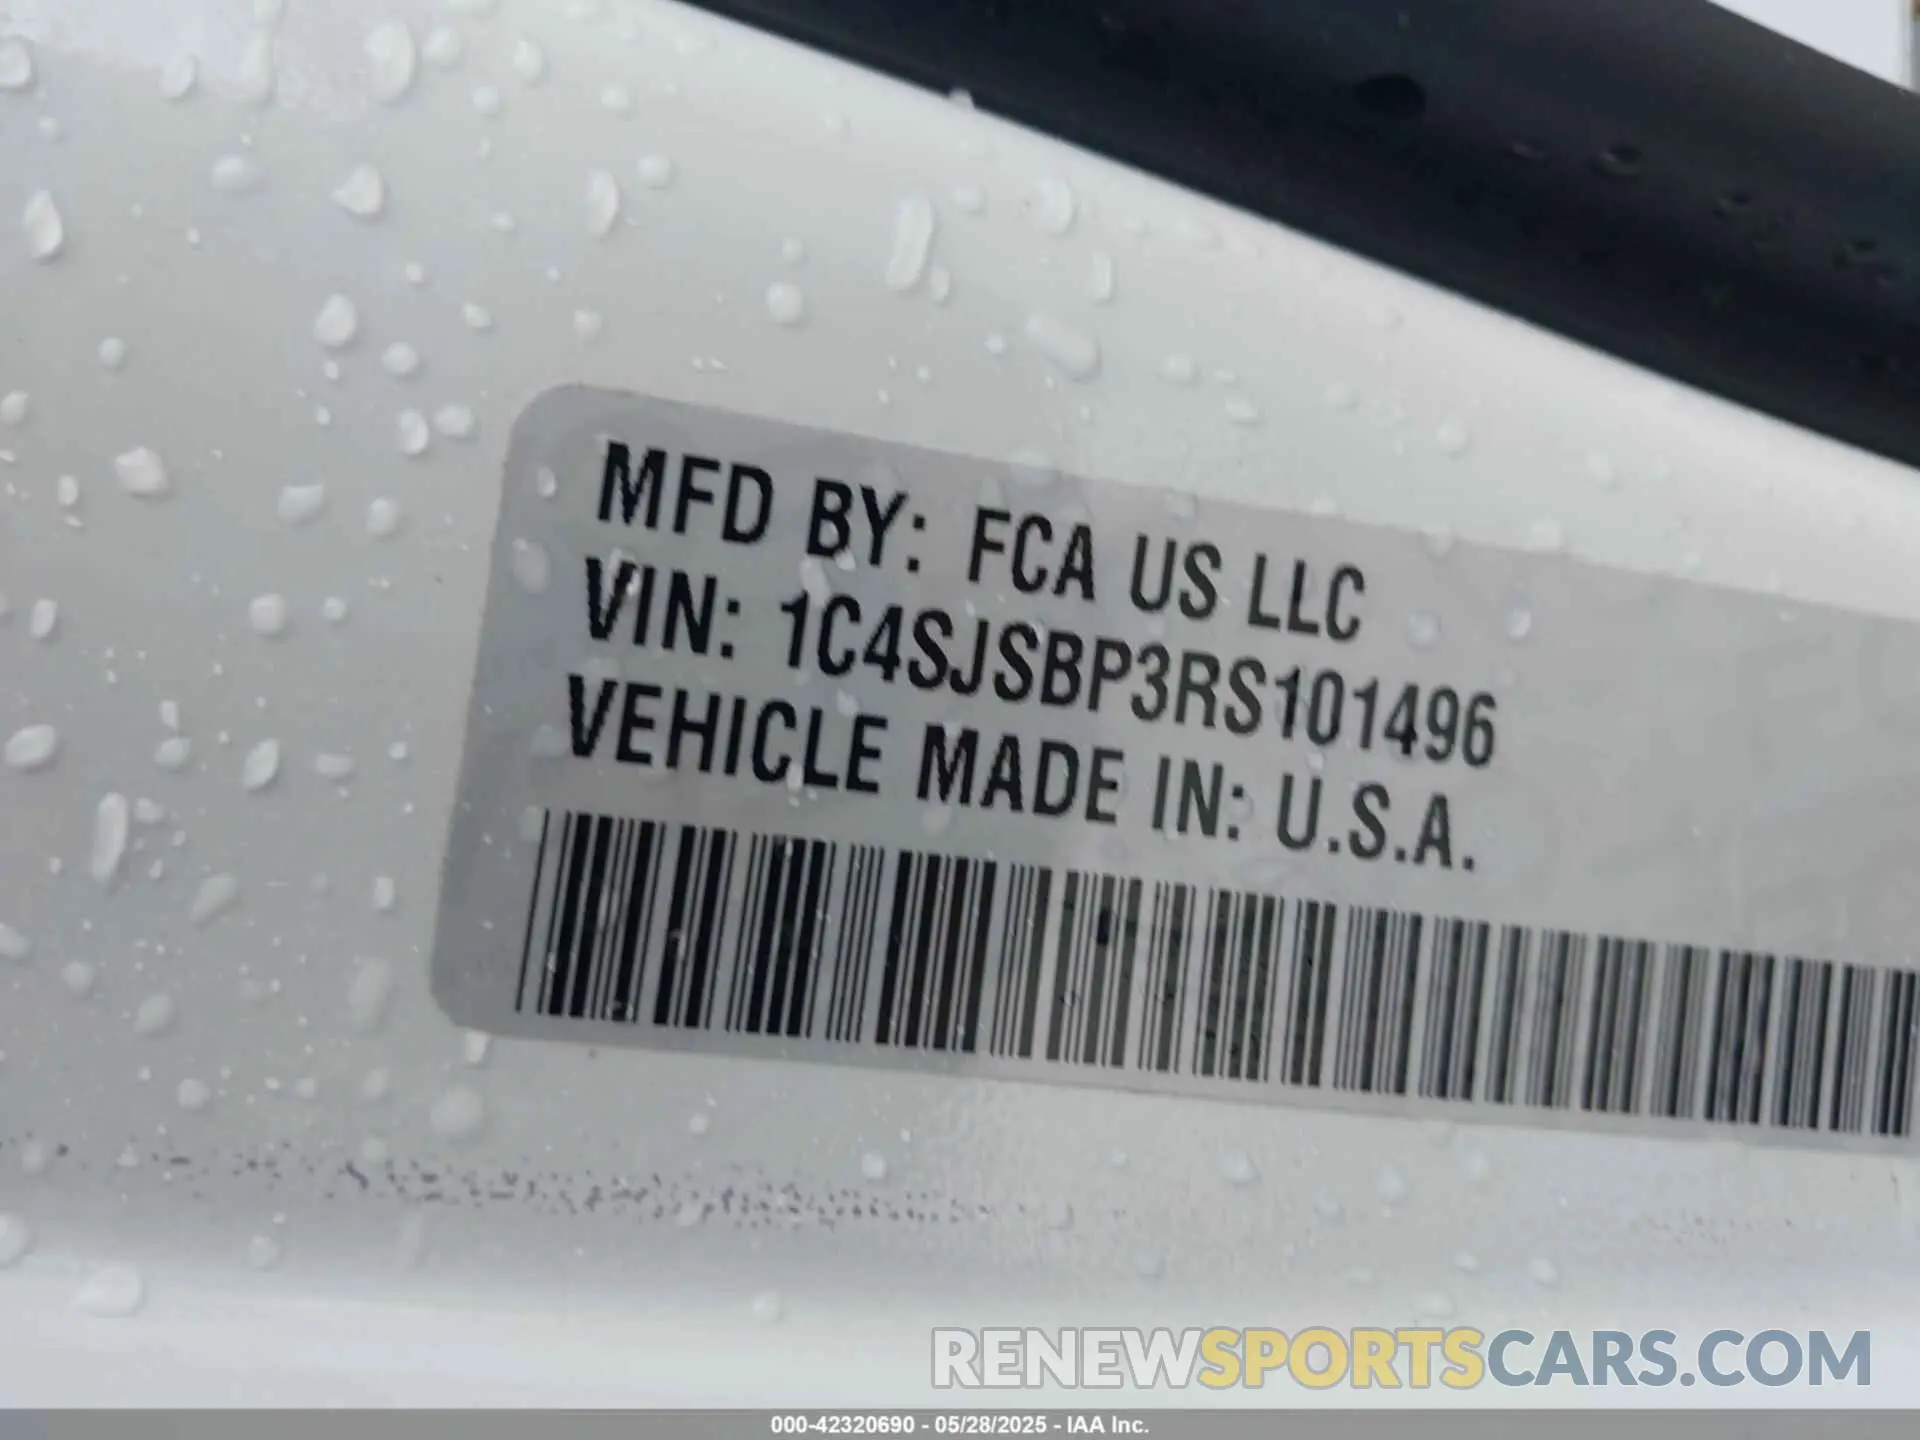 MFD BY: FCA US LLC
VIN: 1C4SJSBP3RS101496
VEHICLE MADE IN: U.S.A.
RENEWSPORTSCARS.COM
000-42320690 - 05/28/2025 - IAA Inc.